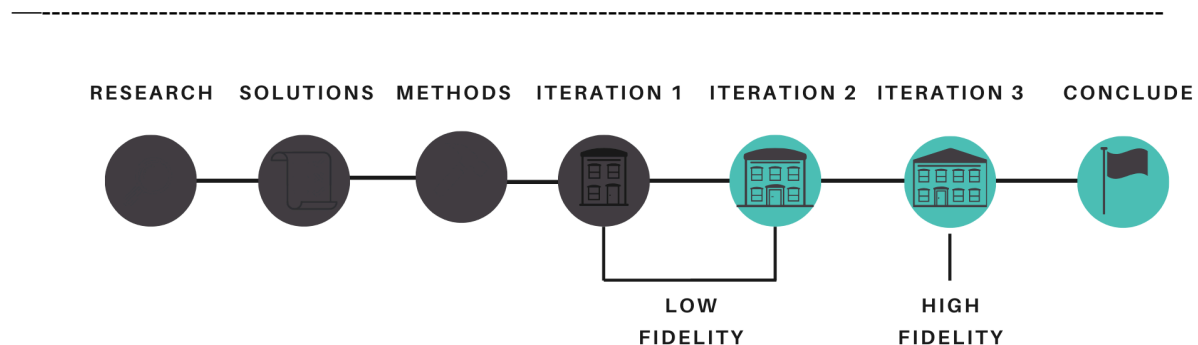 RESEARCH SOLUTIONS METHODS ITERATION 1 ITERATION 2 ITERATION 3 CONCLUDE
LOW
FIDELITY
HIGH
FIDELITY